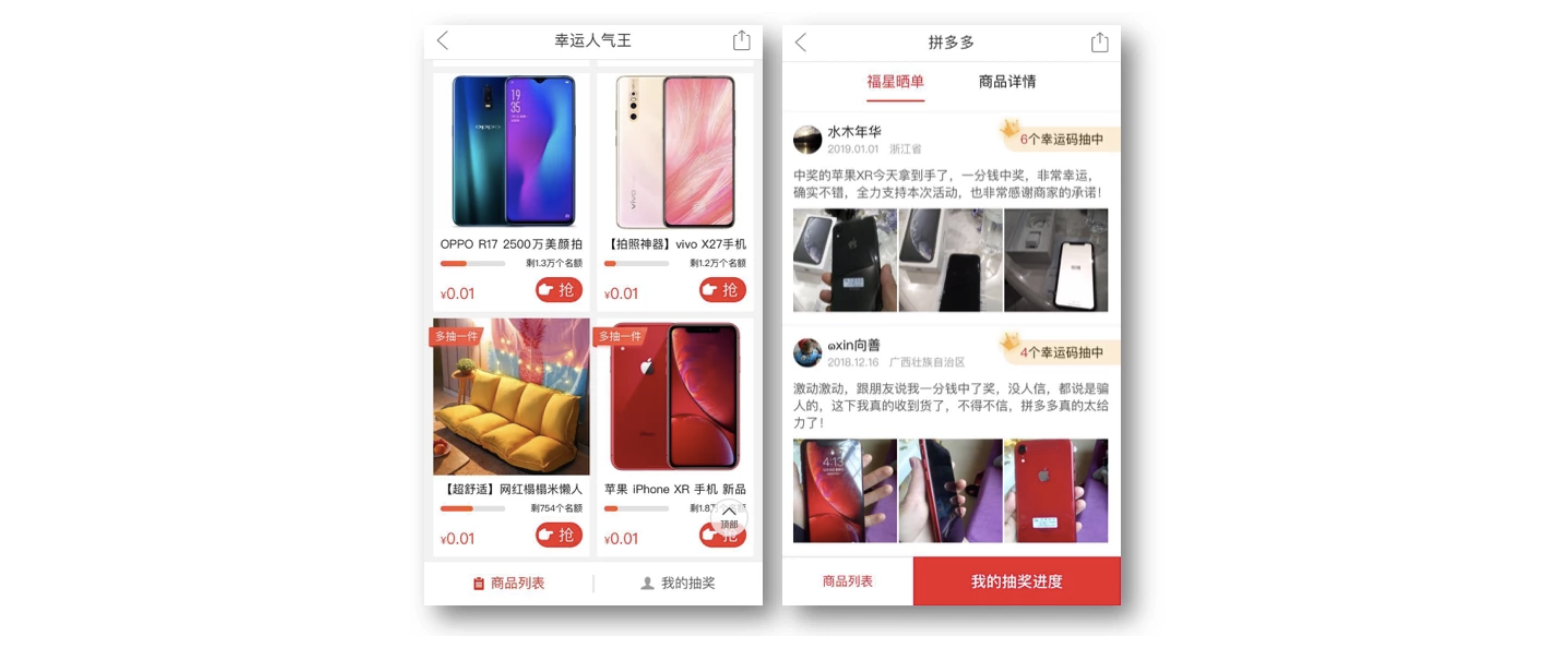 幸运人气王
OPPO
19
35
vivo
OPPO R17 2500万美颜拍
剩1.3万个名额
¥0.01
抢
【拍照神器】vivo X27手机
剩1.2万个名额
¥0.01
抢
多抽一件
【超舒适】网红榻榻米懒人
剩754个名额
¥0.01
抢
多抽一件
苹果 iPhone XR 手机 新品
剩1.8万
¥0.01
抢
顶部
商品列表
我的抽奖
拼多多
福星晒单
商品详情
水木年华
2019.01.01 浙江省
6个幸运码抽中
中奖的苹果XR今天拿到手了，一分钱中奖，非常幸运，
确实不错，全力支持本次活动，也非常感谢商家的承诺！
ɷxin向善
2018.12.16 广西壮族自治区
4个幸运码抽中
激动激动，跟朋友说我一分钱中了奖，没人信，都说是骗
人的，这下我真的收到货了，不得不信，拼多多真的太给
力了！
4:13
商品列表
我的抽奖进度